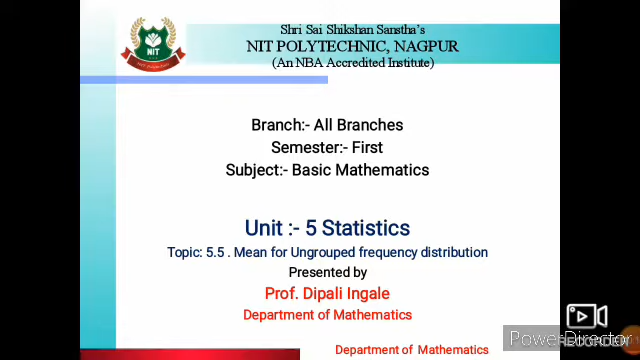 Shri Sai Shikshan Sanstha's
NIT POLYTECHNIC, NAGPUR
(An NBA Accredited Institute)
NIT
Branch:- All Branches
Semester:- First
Subject:- Basic Mathematics
Unit :- 5 Statistics
Topic: 5.5 . Mean for Ungrouped frequency distribution
Presented by
Prof. Dipali Ingale
Department of Mathematics
PowerDirector
RECORDER
Department of Mathematics